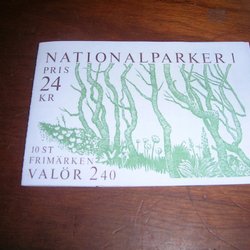 NATIONALPARKER I
PRIS
24
KR
10 ST
FRIMÄRKEN
VALÖR 2 40